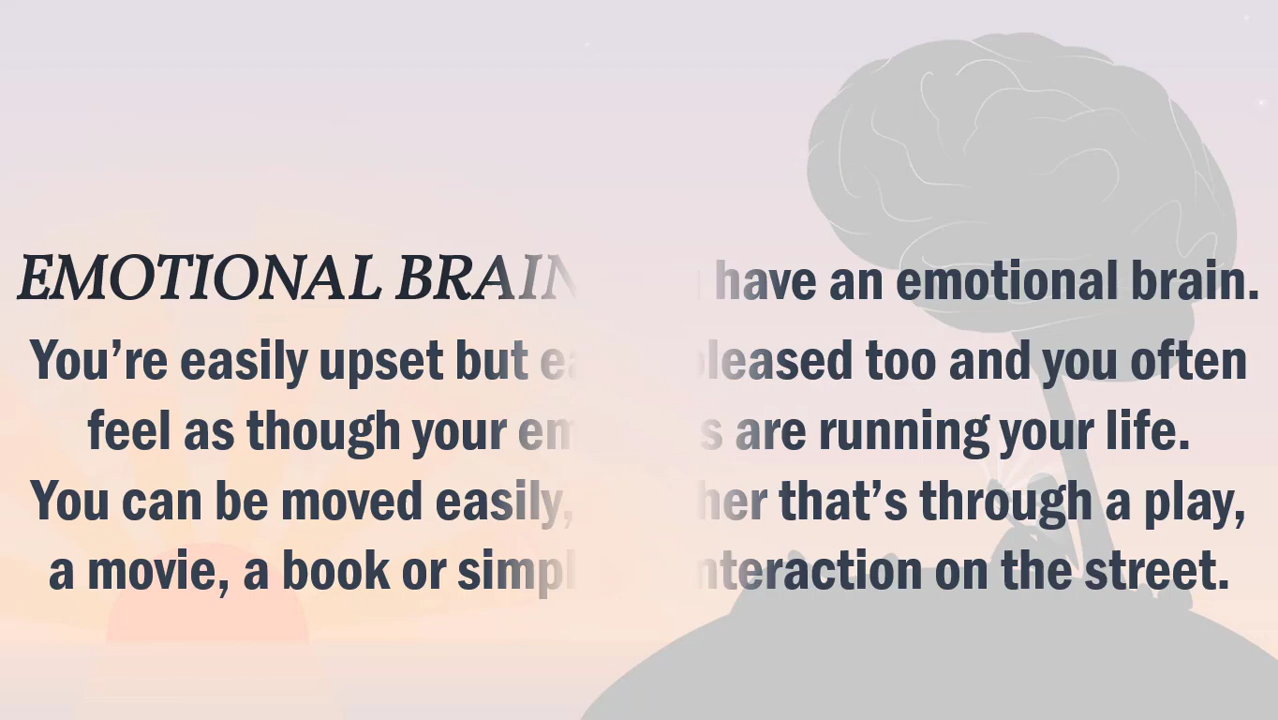 EMOTIONAL BRAIN have an emotional brain.
You’re easily upset but pleased too and you often
feel as though your are running your life.
You can be moved easily, that’s through a play,
a movie, a book or interaction on the street.